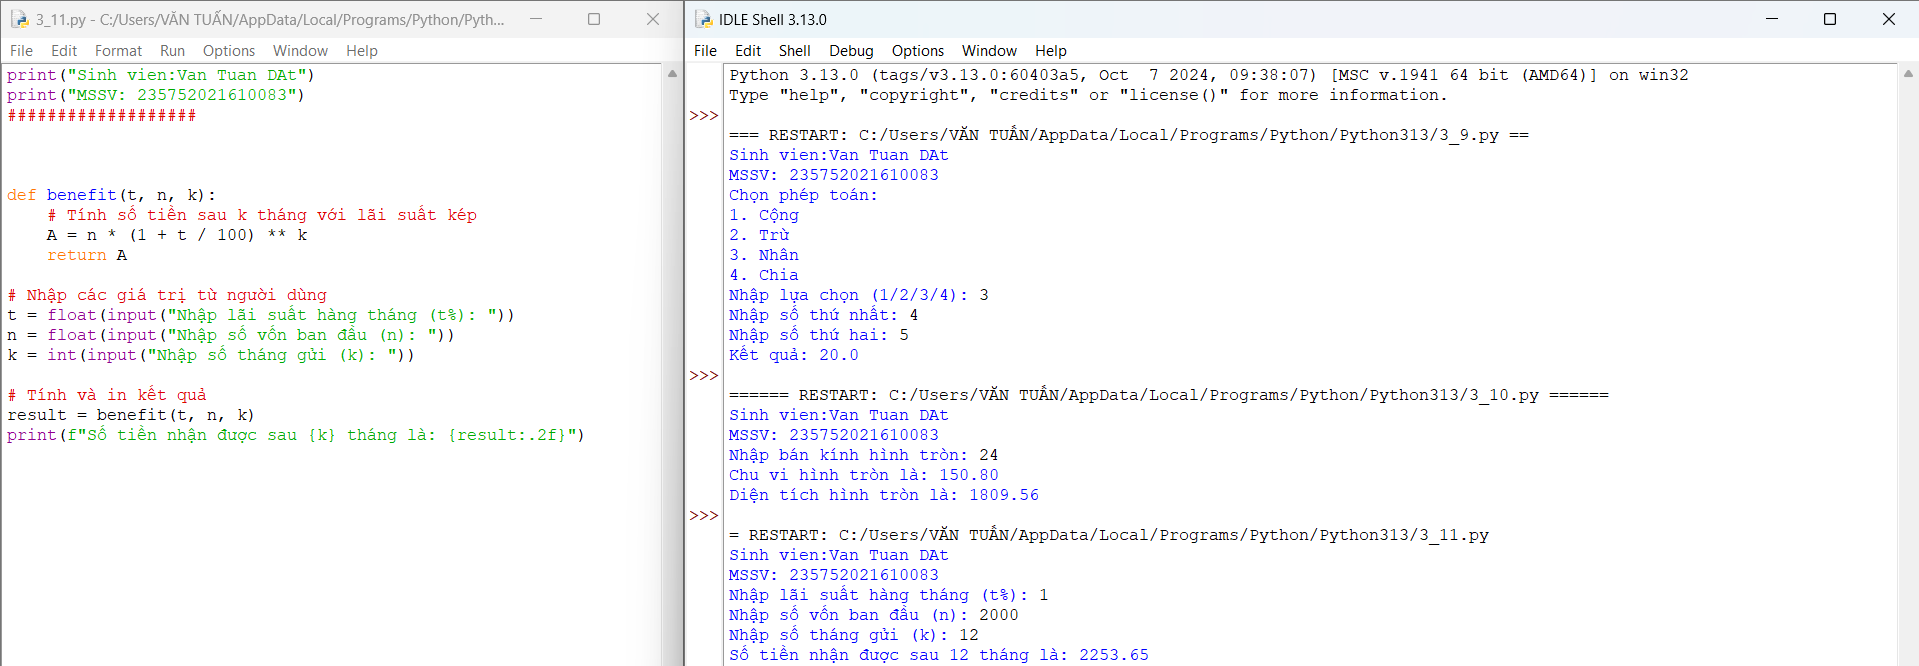 3_11.py - C:/Users/VĂN TUẤN/AppData/Local/Programs/Python/Pyth...
File Edit Format Run Options Window Help
print("Sinh vien:Van Tuan DAt")
print("MSSV: 235752021610083")
###################
def benefit(t, n, k):
    # Tính số tiền sau k tháng với lãi suất kép
    A = n * (1 + t / 100) ** k
    return A
# Nhập các giá trị từ người dùng
t = float(input("Nhập lãi suất hàng tháng (t%): "))
n = float(input("Nhập số vốn ban đầu (n): "))
k = int(input("Nhập số tháng gửi (k): "))
# Tính và in kết quả
result = benefit(t, n, k)
print(f"Số tiền nhận được sau {k} tháng là: {result:.2f}")
IDLE Shell 3.13.0
File Edit Shell Debug Options Window Help
Python 3.13.0 (tags/v3.13.0:60403a5, Oct  7 2024, 09:38:07) [MSC v.1941 64 bit (AMD64)] on win32
Type "help", "copyright", "credits" or "license()" for more information.
>>>
=== RESTART: C:/Users/VĂN TUẤN/AppData/Local/Programs/Python/Python313/3_9.py ==
Sinh vien:Van Tuan DAt
MSSV: 235752021610083
Chọn phép toán:
1. Cộng
2. Trừ
3. Nhân
4. Chia
Nhập lựa chọn (1/2/3/4): 3
Nhập số thứ nhất: 4
Nhập số thứ hai: 5
Kết quả: 20.0
>>>
====== RESTART: C:/Users/VĂN TUẤN/AppData/Local/Programs/Python/Python313/3_10.py ======
Sinh vien:Van Tuan DAt
MSSV: 235752021610083
Nhập bán kính hình tròn: 24
Chu vi hình tròn là: 150.80
Diện tích hình tròn là: 1809.56
>>>
= RESTART: C:/Users/VĂN TUẤN/AppData/Local/Programs/Python/Python313/3_11.py
Sinh vien:Van Tuan DAt
MSSV: 235752021610083
Nhập lãi suất hàng tháng (t%): 1
Nhập số vốn ban đầu (n): 2000
Nhập số tháng gửi (k): 12
Số tiền nhận được sau 12 tháng là: 2253.65